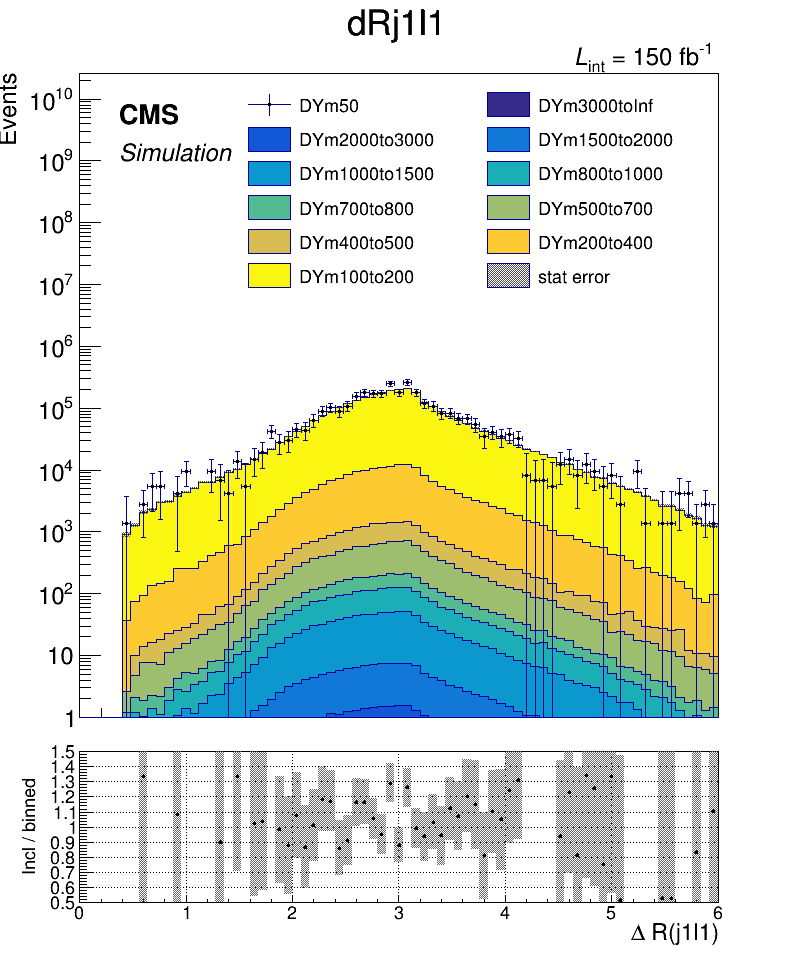 dRj1l1
L_int = 150 fb^-1
Events
CMS
Simulation
DYm50
DYm3000toInf
DYm2000to3000
DYm1500to2000
DYm1000to1500
DYm800to1000
DYm700to800
DYm500to700
DYm400to500
DYm200to400
DYm100to200
stat error
10^10
10^9
10^8
10^7
10^6
10^5
10^4
10^3
10^2
10
1
Incl / binned
1.5
1.4
1.3
1.2
1.1
1
0.9
0.8
0.7
0.6
0.5
0 1 2 3 4 5 6
Δ R(j1l1)